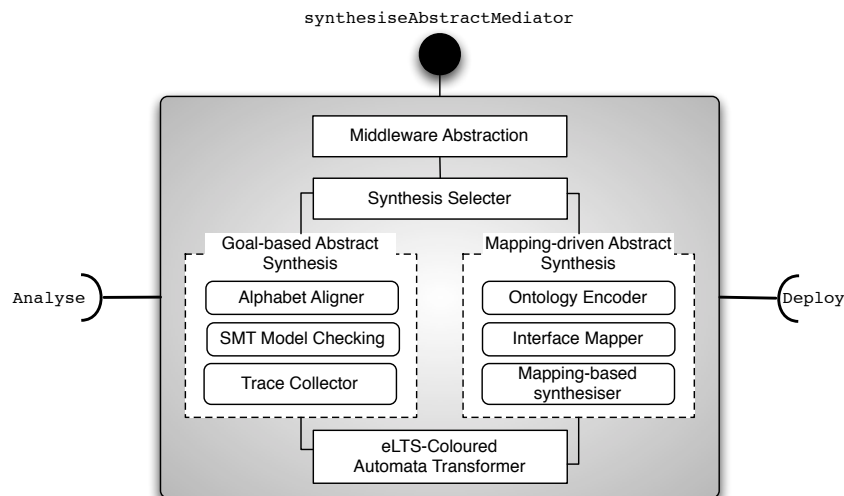 synthesiseAbstractMediator
Middleware Abstraction
Synthesis Selecter
Goal-based Abstract
Synthesis
Mapping-driven Abstract
Synthesis
Analyse
Deploy
Alphabet Aligner
SMT Model Checking
Trace Collector
Ontology Encoder
Interface Mapper
Mapping-based
synthesiser
eLTS-Coloured
Automata Transformer